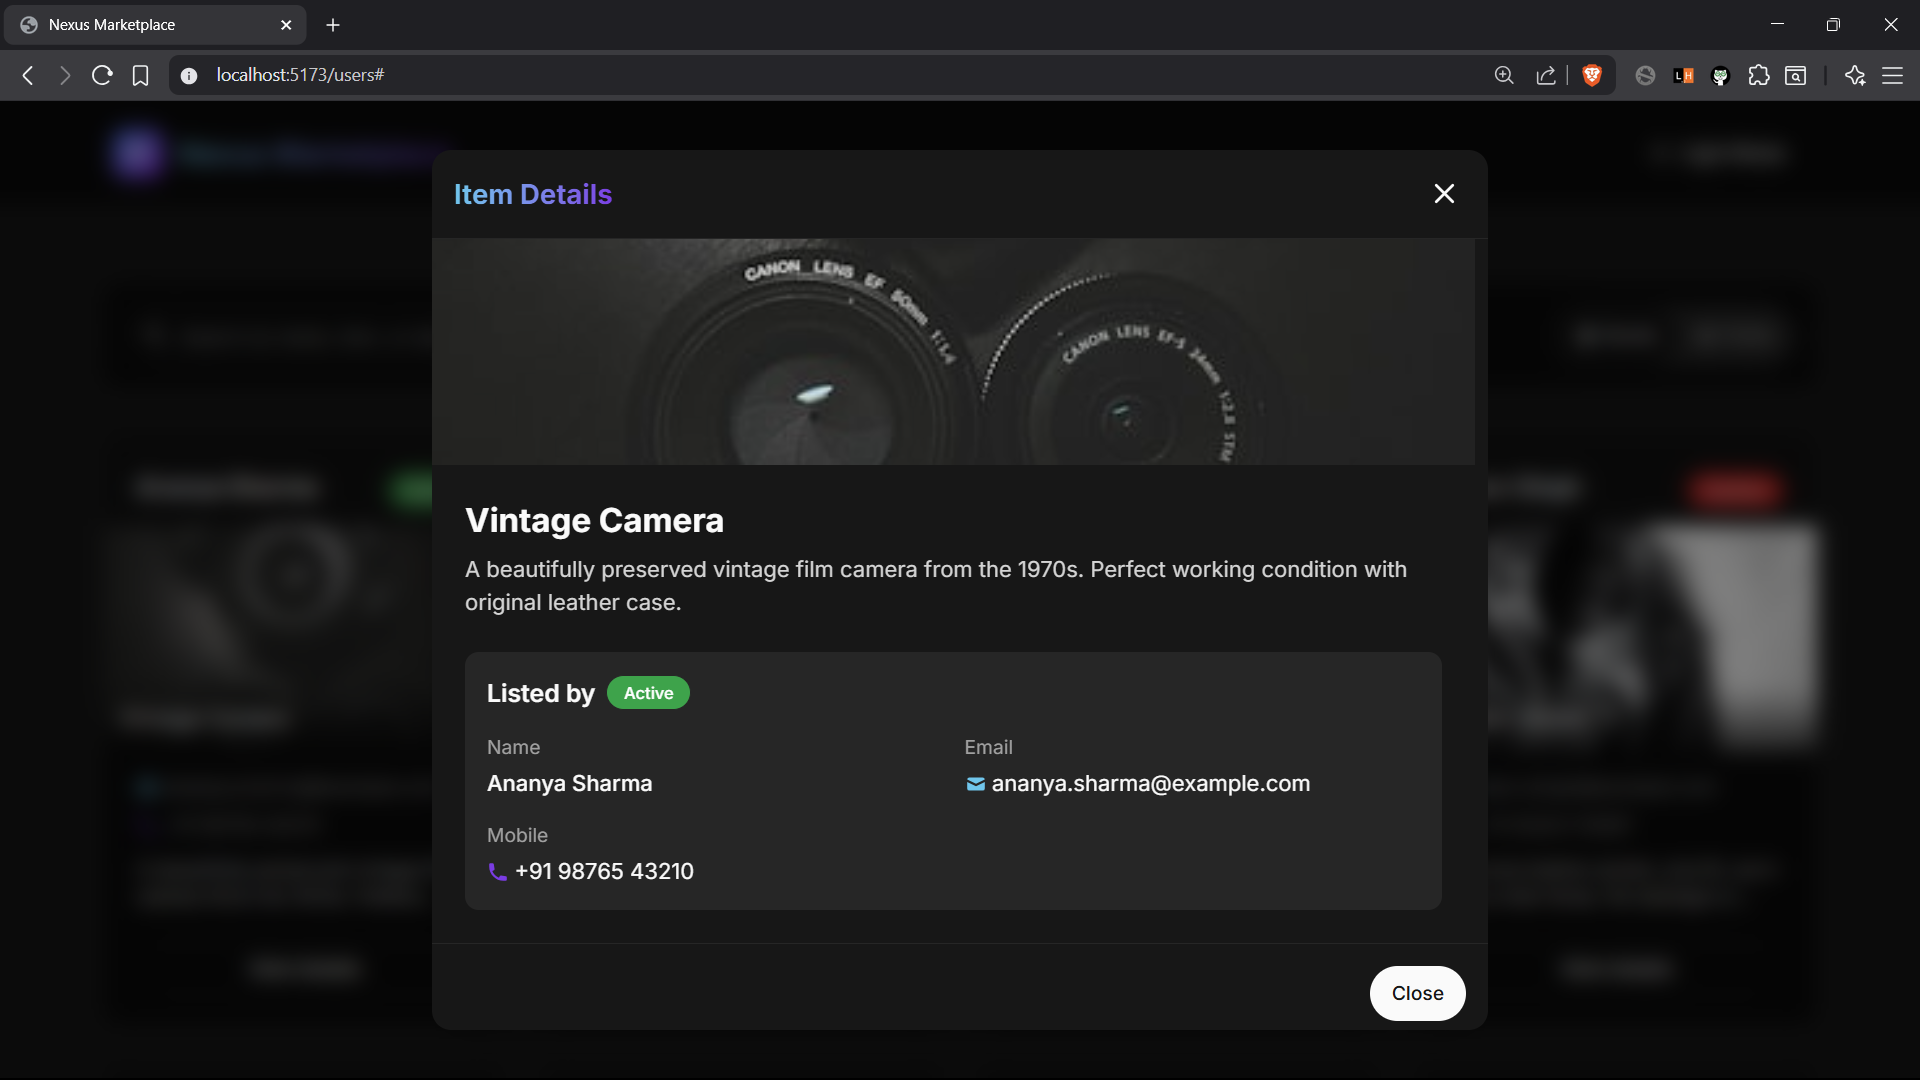 Nexus Marketplace
localhost:5173/users#
Item Details
CANON LENS EF 50mm 1:1.4
CANON LENS EF-S 24mm 1:2.8 STM
Vintage Camera
A beautifully preserved vintage film camera from the 1970s. Perfect working condition with
original leather case.
Listed by Active
Name
Email
Ananya Sharma
ananya.sharma@example.com
Mobile
+91 98765 43210
Close